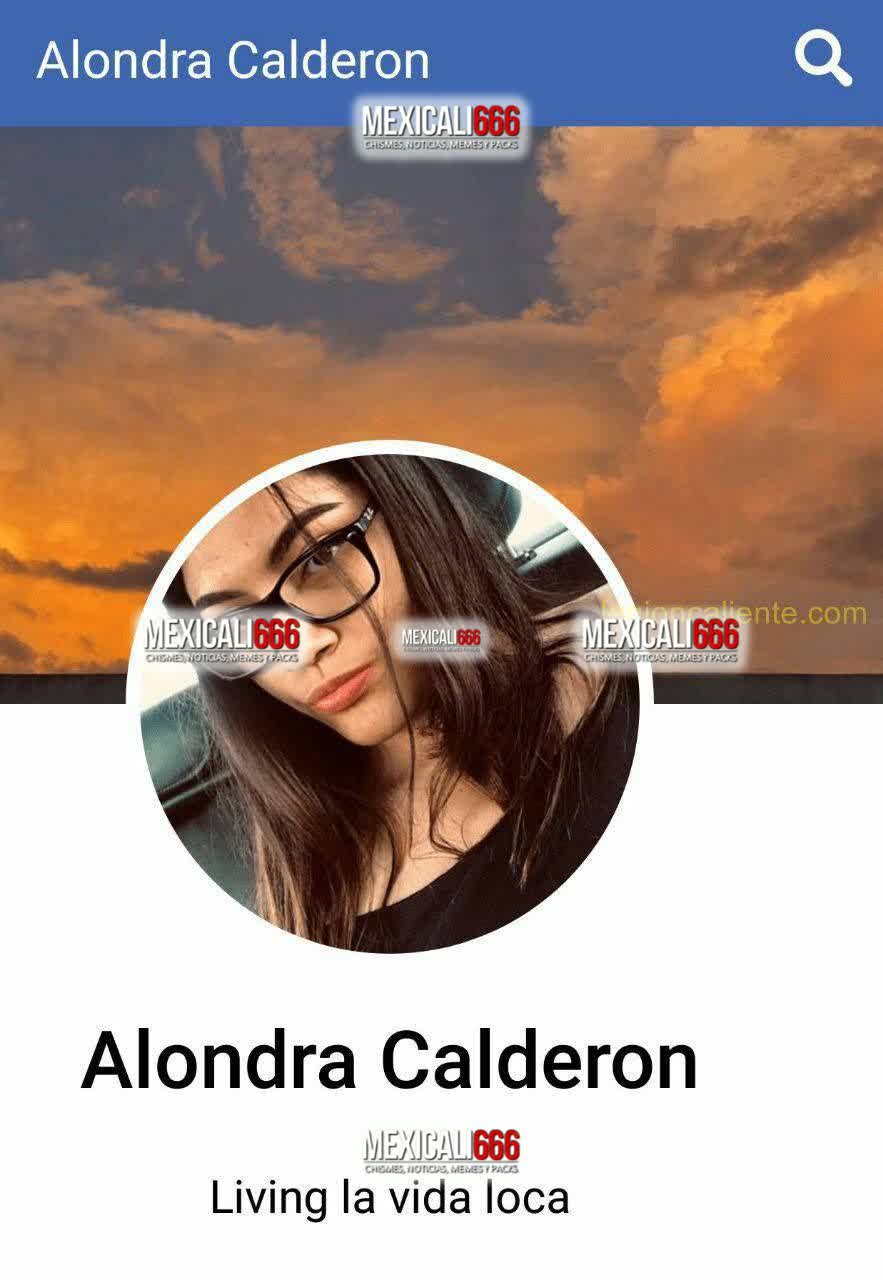 Alondra Calderon
MEXICALI666
CHISMES, NOTICIAS, MEMES Y PACKS
caliente.com
MEXICALI666
CHISMES, NOTICIAS, MEMES Y PACKS
MEXICALI666
MEXICALI666
CHISMES, NOTICIAS, MEMES Y PACKS
Alondra Calderon
MEXICALI666
CHISMES, NOTICIAS, MEMES Y PACKS
Living la vida loca